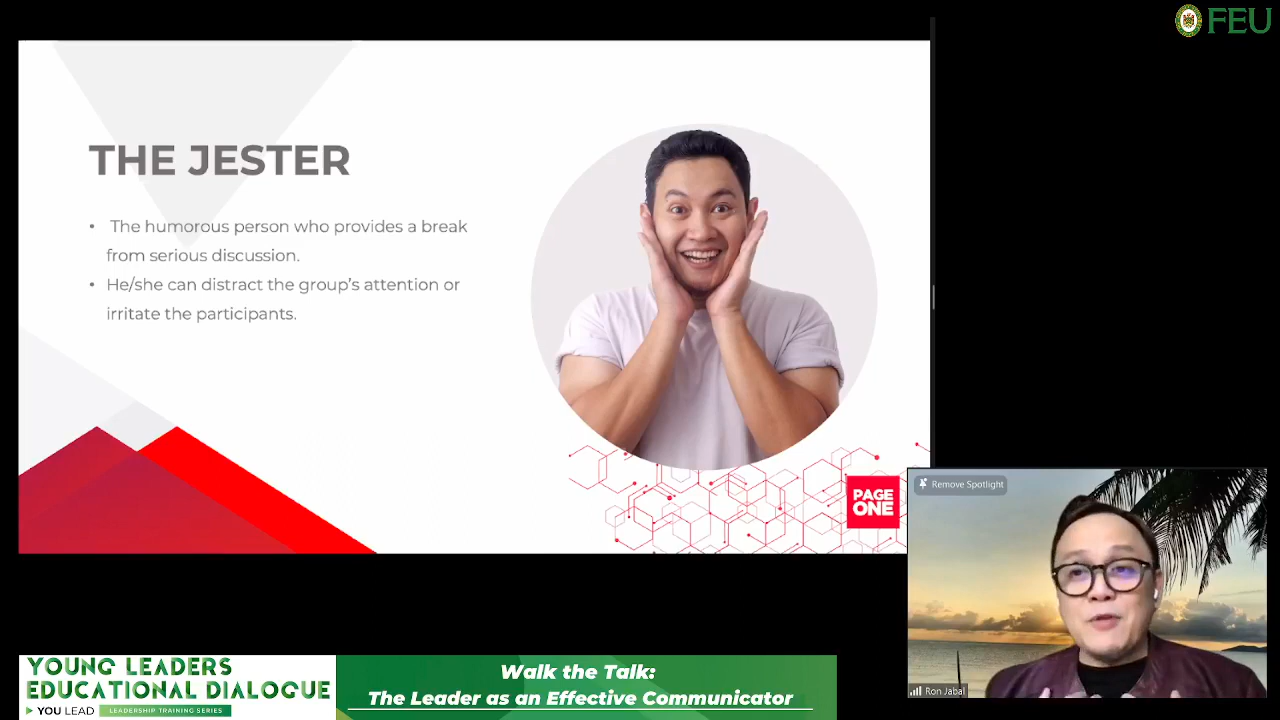 FEU
THE JESTER
• The humorous person who provides a break
from serious discussion.
• He/she can distract the group's attention or
irritate the participants.
PAGE
ONE
Remove Spotlight
Ron Jabal
YOUNG LEADERS
EDUCATIONAL DIALOGUE
YOU LEAD LEADERSHIP TRAINING SERIES
Walk the Talk:
The Leader as an Effective Communicator